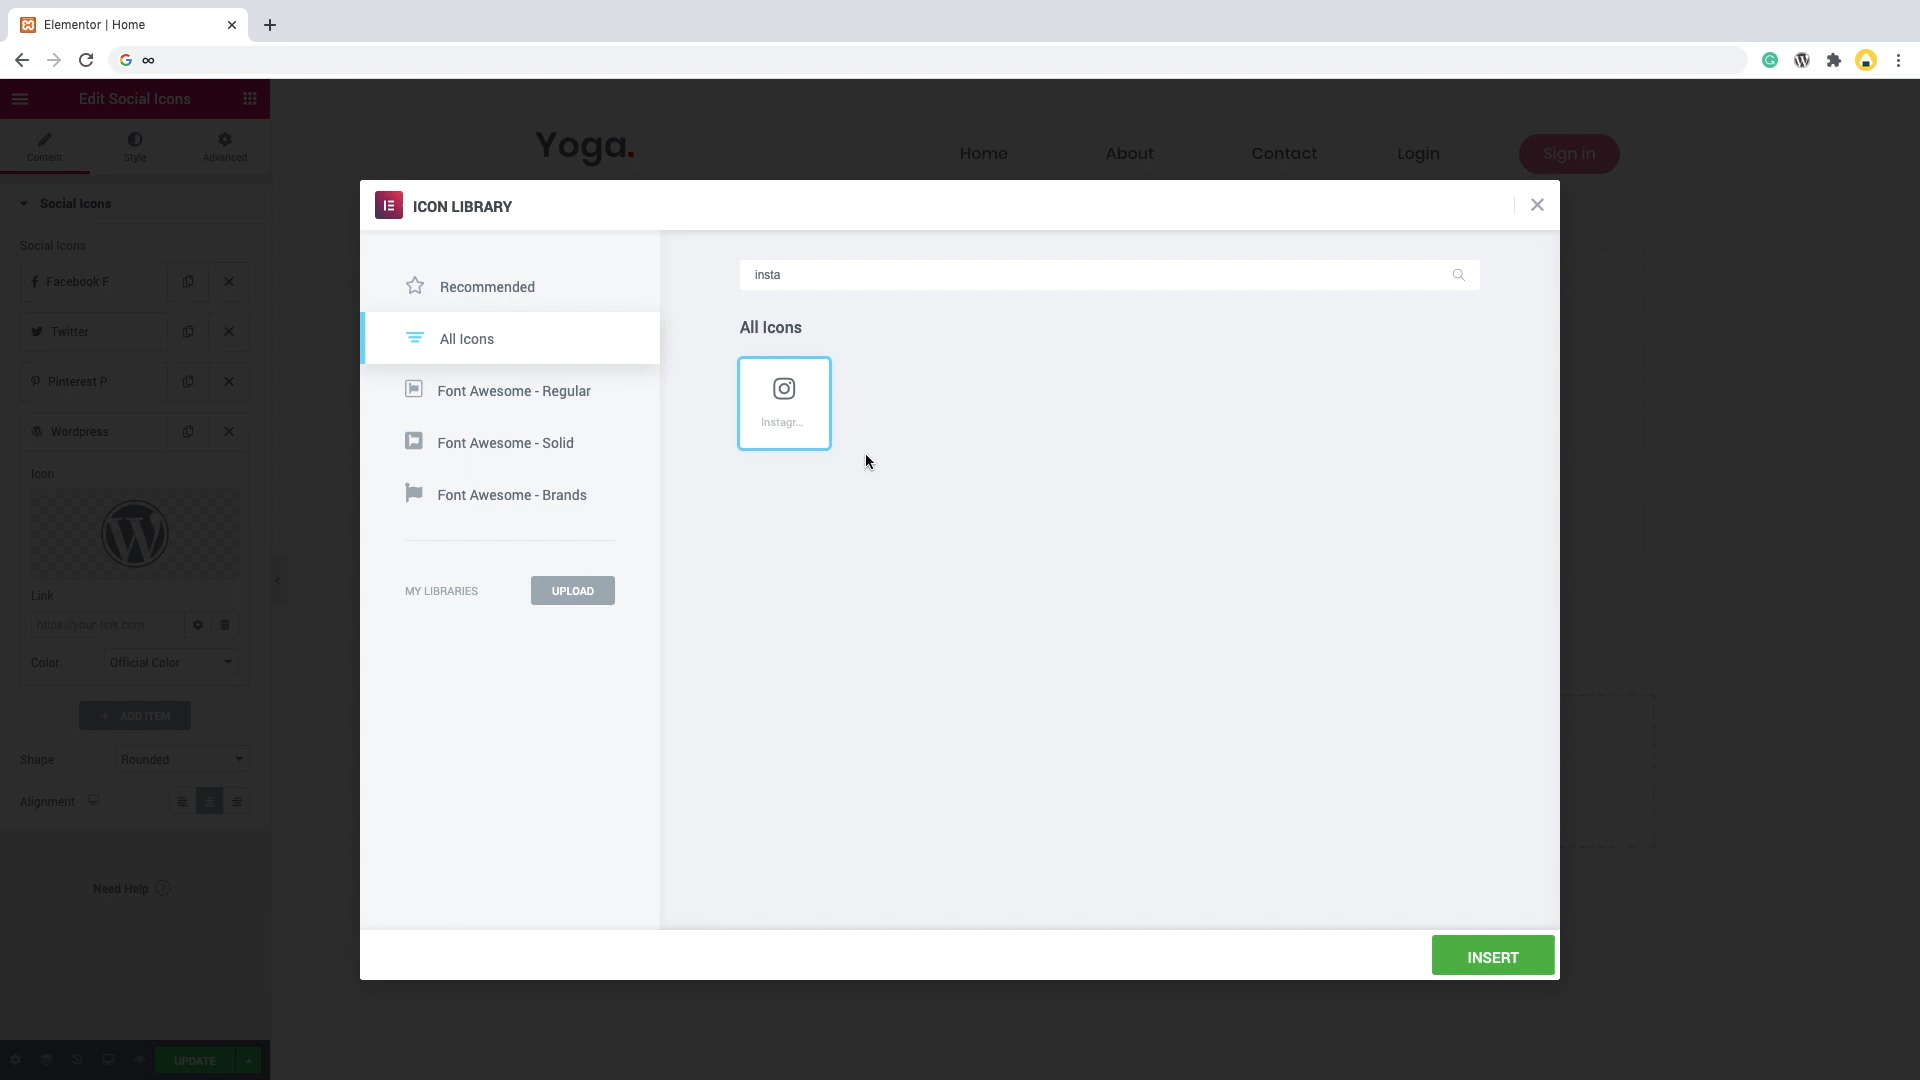 Elementor | Home
∞
Edit Social Icons
Content
Style
Advanced
Yoga.
Home
About
Contact
Login
Sign in
Social Icons
Social Icons
Facebook F
Twitter
Pinterest P
Wordpress
Icon
Link
https://your-link.com
Color
Official Color
ADD ITEM
Shape
Rounded
Alignment
Need Help
UPDATE
ICON LIBRARY
Recommended
All Icons
Font Awesome - Regular
Font Awesome - Solid
Font Awesome - Brands
MY LIBRARIES
UPLOAD
insta
All Icons
Instagr...
INSERT